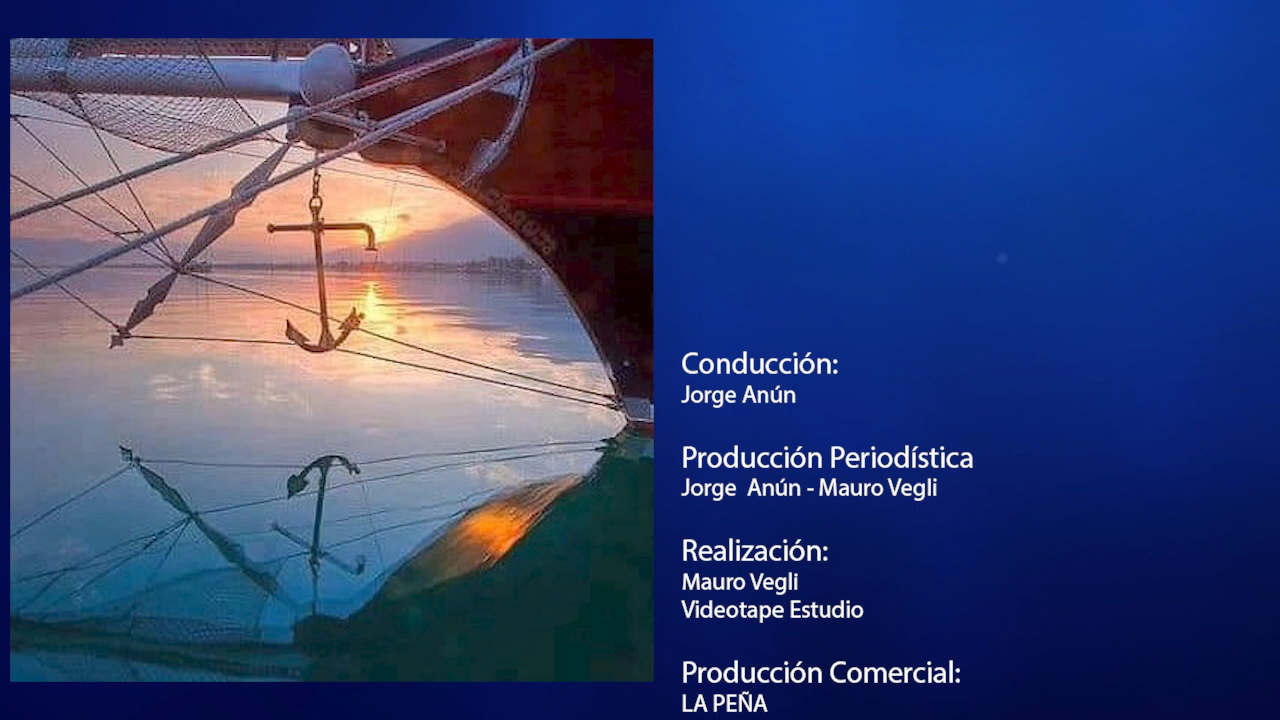 Conducción:
Jorge Anún
Producción Periodística
Jorge  Anún - Mauro Vegli
Realización:
Mauro Vegli
Videotape Estudio
Producción Comercial:
LA PEÑA